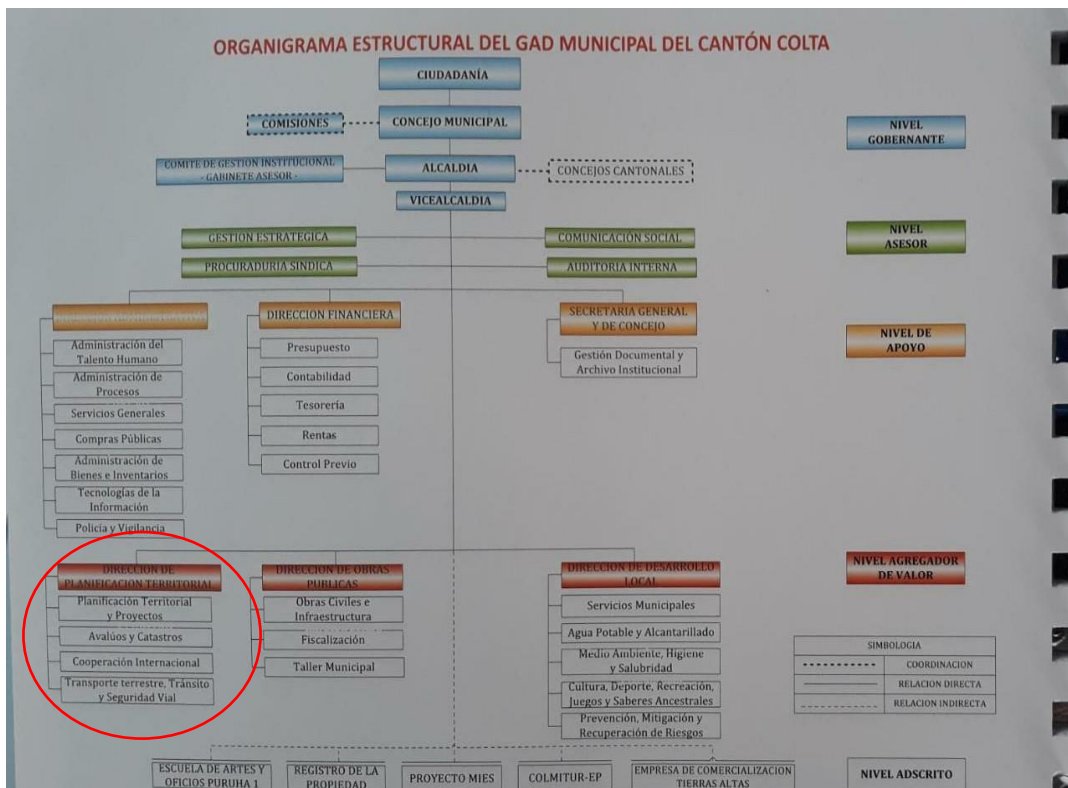 ORGANIGRAMA ESTRUCTURAL DEL GAD MUNICIPAL DEL CANTÓN COLTA
CIUDADANÍA
COMISIONES
CONCEJO MUNICIPAL
NIVEL
GOBERNANTE
COMITE DE GESTION INSTITUCIONAL
- GABINETE ASESOR -
ALCALDIA
CONCEJOS CANTONALES
VICEALCALDIA
GESTION ESTRATEGICA
COMUNICACIÓN SOCIAL
NIVEL
ASESOR
PROCURADURIA SINDICA
AUDITORIA INTERNA
DIRECCION FINANCIERA
SECRETARIA GENERAL
Y DE CONCEJO
NIVEL DE
APOYO
Administración del
Talento Humano
Administración de
Procesos
Servicios Generales
Compras Públicas
Administración de
Bienes e Inventarios
Tecnologías de la
Información
Policía y Vigilancia
Presupuesto
Contabilidad
Tesorería
Rentas
Control Previo
Gestión Documental y
Archivo Institucional
DIRECCION DE
PLANIFICACION TERRITORIAL
DIRECCION DE OBRAS
PUBLICAS
DIRECCION DE DESARROLLO
LOCAL
NIVEL AGREGADOR
DE VALOR
Planificación Territorial
y Proyectos
Avalúos y Catastros
Cooperación Internacional
Transporte terrestre, Tránsito
y Seguridad Vial
Obras Civiles e
Infraestructura
Fiscalización
Taller Municipal
Servicios Municipales
Agua Potable y Alcantarillado
Medio Ambiente, Higiene
y Salubridad
Cultura, Deporte, Recreación,
Juegos y Saberes Ancestrales
Prevención, Mitigación y
Recuperación de Riesgos
SIMBOLOGIA
COORDINACION
RELACION DIRECTA
RELACION INDIRECTA
ESCUELA DE ARTES Y
OFICIOS PURUHA 1
REGISTRO DE LA
PROPIEDAD
PROYECTO MIES
COLMITUR-EP
EMPRESA DE COMERCIALIZACION
TIERRAS ALTAS
NIVEL ADSCRITO